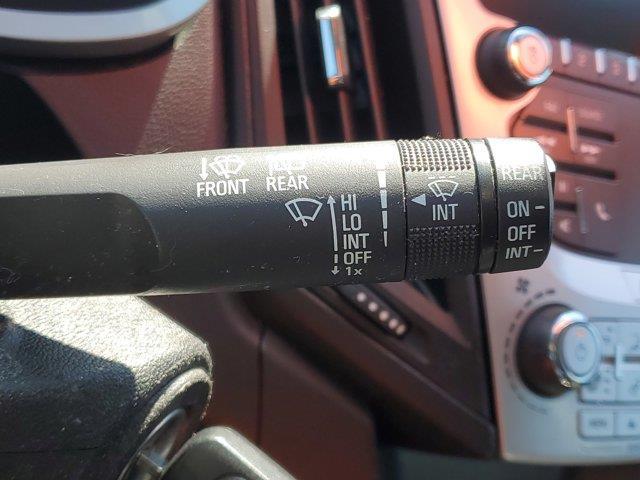 FRONT
REAR
HI
LO
INT
OFF
1x
INT
REAR
ON
OFF
INT